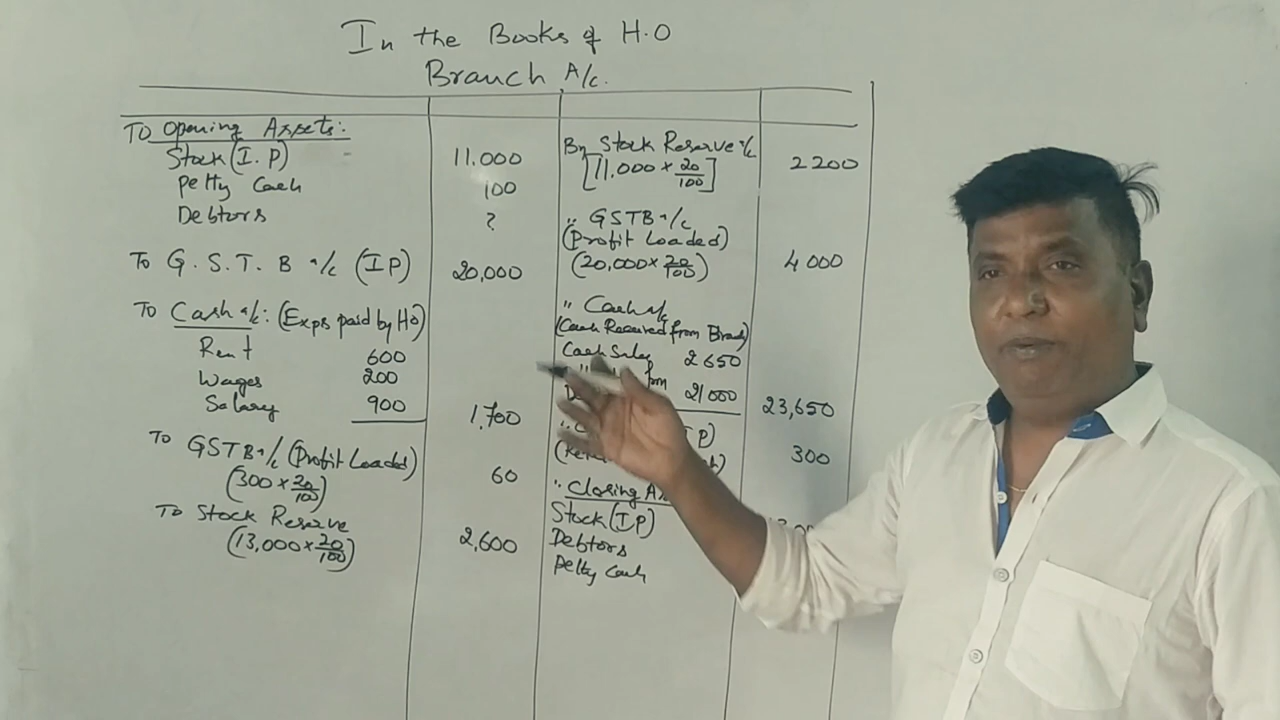 In the Books of H.O
Branch A/c.
To Opening Assets:
Stock (I.P) 11.000
Petty Cash 100
Debtors ?
To G.S.T.B a/c (IP) 20,000
To Cash a/c: (Exps paid by Ho)
Rent 600
Wages 200
Salary 900
1,700
To GSTB a/c (Profit Loaded)
(300 x 20/100) 60
To Stock Reserve
(13,000 x 20/100) 2,600
By Stock Reserve a/c
[11.000 x 20/100] 2200
" GSTB a/c
(Profit Loaded)
(20,000 x 20/100) 4000
" Cash a/c
(Cash Received from Branch)
Cash Sales 2650
21000
23,650
P)
300
" Closing
Stock (IP)
Debtors
Petty Cash